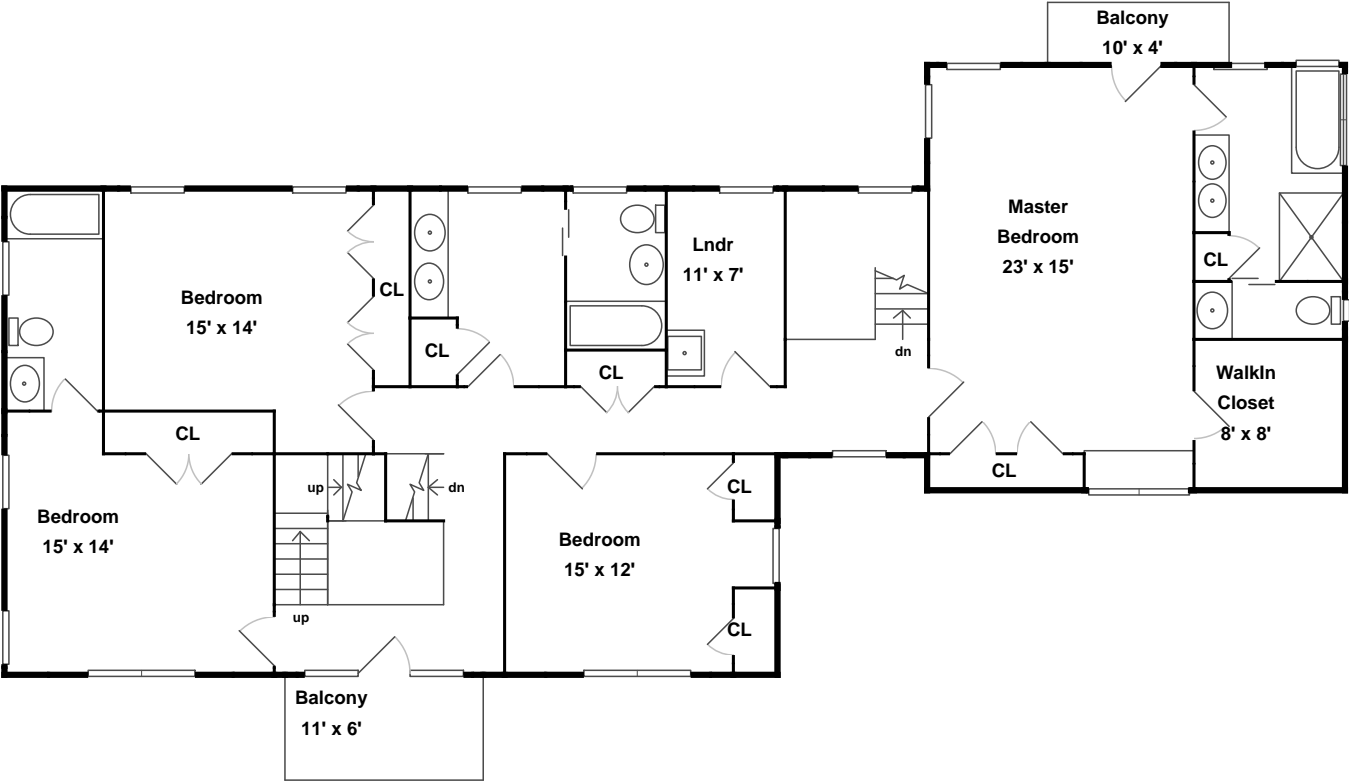 Balcony
10' x 4'
Master
Bedroom
23' x 15'
CL
Lndr
11' x 7'
Bedroom
15' x 14'
CL
CL
CL
dn
WalkIn
Closet
8' x 8'
CL
CL
up
dn
CL
Bedroom
15' x 14'
Bedroom
15' x 12'
up
CL
Balcony
11' x 6'